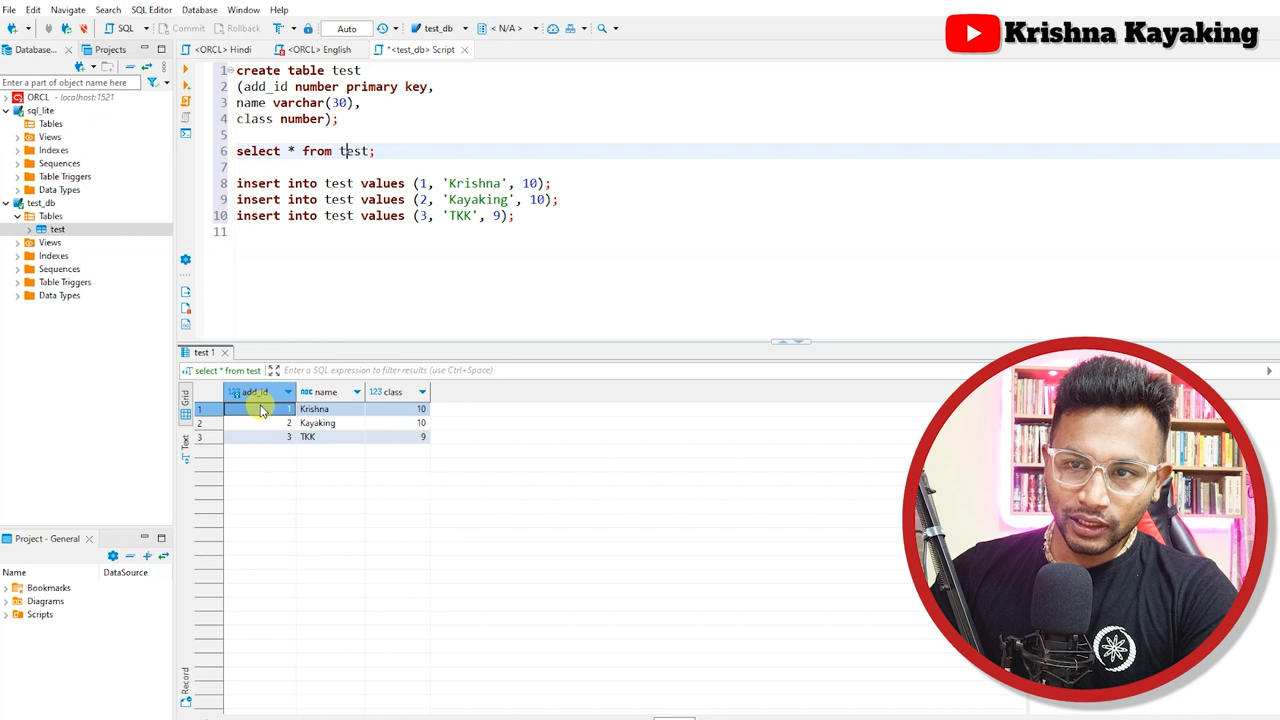 File Edit Navigate Search SQL Editor Database Window Help
SQL Commit Rollback Auto test_db < N/A >
Krishna Kayaking
Database... Projects
<ORCL> Hindi <ORCL> English *<test_db> Script
Enter a part of object name here
ORCL - localhost:1521
sql_lite
Tables
Views
Indexes
Sequences
Table Triggers
Data Types
test_db
Tables
test
Views
Indexes
Sequences
Table Triggers
Data Types
1 create table test
2 (add_id number primary key,
3 name varchar(30),
4 class number);
5
6 select * from test;
7
8 insert into test values (1, 'Krishna', 10);
9 insert into test values (2, 'Kayaking', 10);
10 insert into test values (3, 'TKK', 9);
11
test 1
select * from test Enter a SQL expression to filter results (use Ctrl+Space)
Grid
Text
Record
123 add_id ABC name 123 class
1 1 Krishna 10
2 2 Kayaking 10
3 3 TKK 9
Project - General
Name DataSource
Bookmarks
Diagrams
Scripts